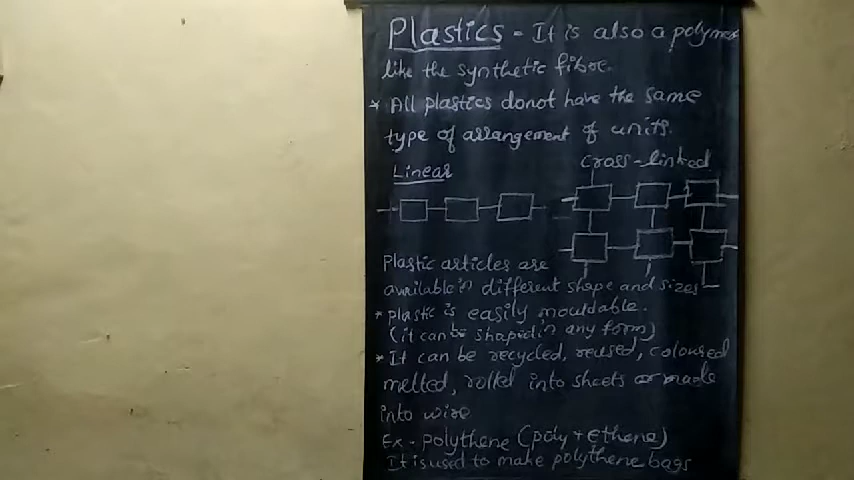 Plastics - It is also a polymer
like the synthetic fibre.
* All plastics donot have the same
type of arrangement of units.
Linear
Cross-linked
Plastic articles are
available in different shape and sizes
* plastic is easily mouldable.
(it can be shaped in any form)
* It can be recycled, reused, coloured
melted, rolled into sheets or made
into wire
Ex - polythene (poly + ethene)
It is used to make polythene bags